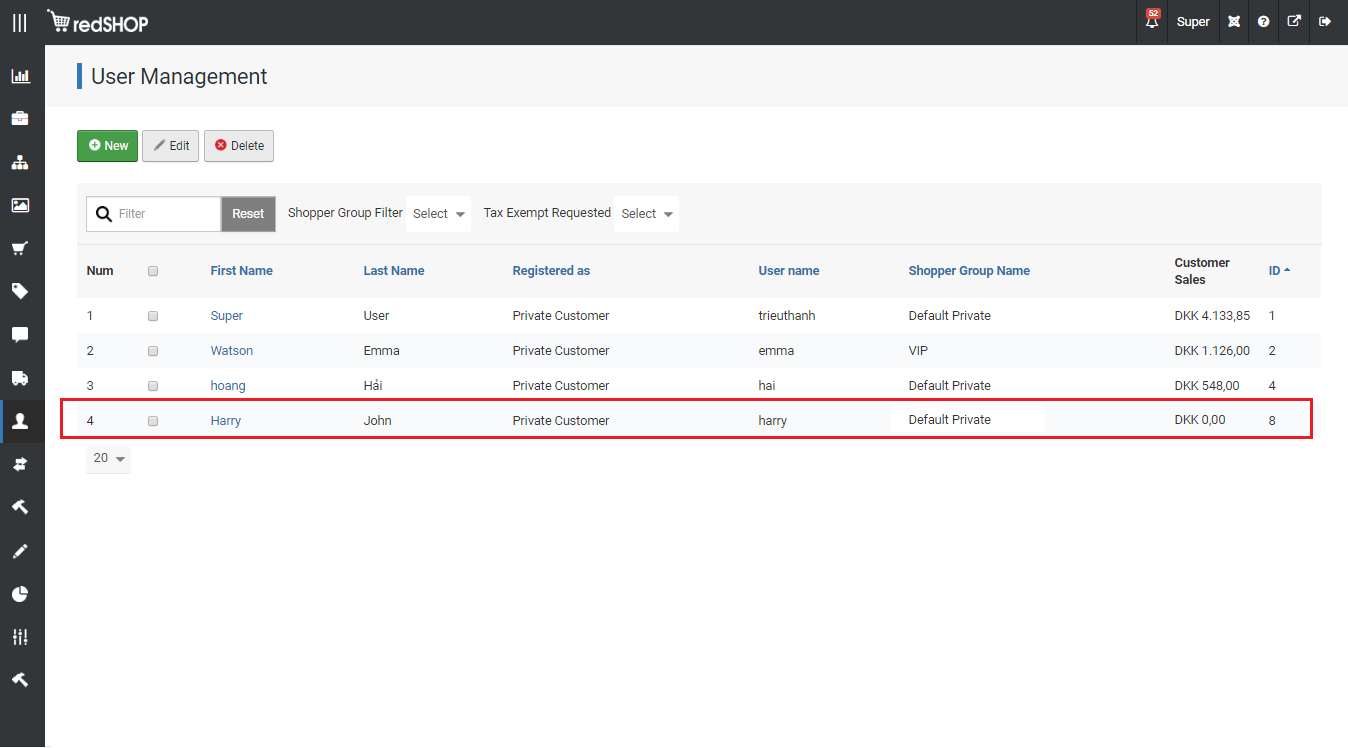 redSHOP
52
Super
User Management
New
Edit
Delete
Filter
Reset
Shopper Group Filter
Select
Tax Exempt Requested
Select
Num First Name Last Name Registered as User name Shopper Group Name Customer Sales ID
1 Super User Private Customer trieuthanh Default Private DKK 4.133,85 1
2 Watson Emma Private Customer emma VIP DKK 1.126,00 2
3 hoang Hải Private Customer hai Default Private DKK 548,00 4
4 Harry John Private Customer harry Default Private DKK 0,00 8
20